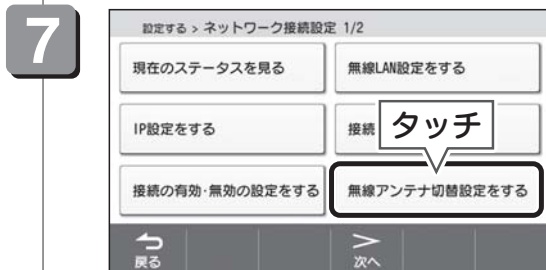 7
設定する > ネットワーク接続設定 1/2
現在のステータスを見る
無線LAN設定をする
IP設定をする
接続
タッチ
接続の有効・無効の設定をする
無線アンテナ切替設定をする
戻る
次へ